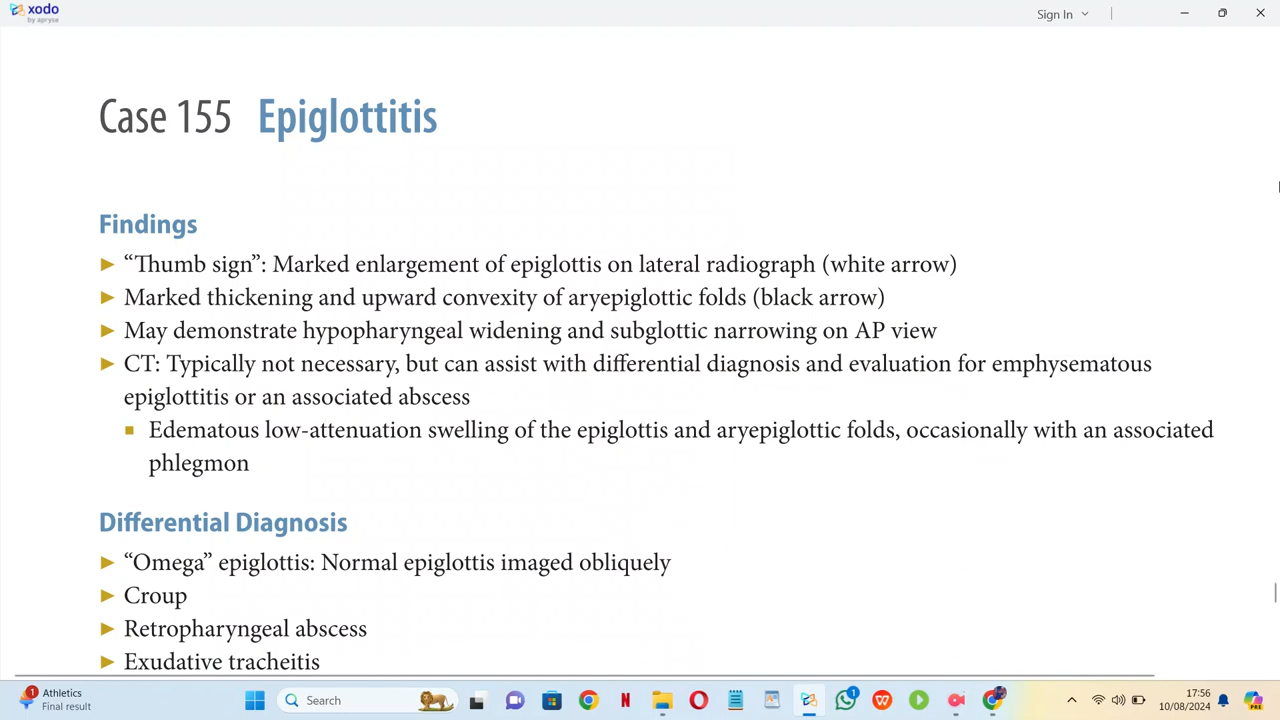 xodo
by apryse
Sign In
Case 155 Epiglottitis
Findings
► “Thumb sign”: Marked enlargement of epiglottis on lateral radiograph (white arrow)
► Marked thickening and upward convexity of aryepiglottic folds (black arrow)
► May demonstrate hypopharyngeal widening and subglottic narrowing on AP view
► CT: Typically not necessary, but can assist with differential diagnosis and evaluation for emphysematous
epiglottitis or an associated abscess
■ Edematous low-attenuation swelling of the epiglottis and aryepiglottic folds, occasionally with an associated
phlegmon
Differential Diagnosis
► “Omega” epiglottis: Normal epiglottis imaged obliquely
► Croup
► Retropharyngeal abscess
► Exudative tracheitis
1
Athletics
Final result
Search
1
17:56
10/08/2024